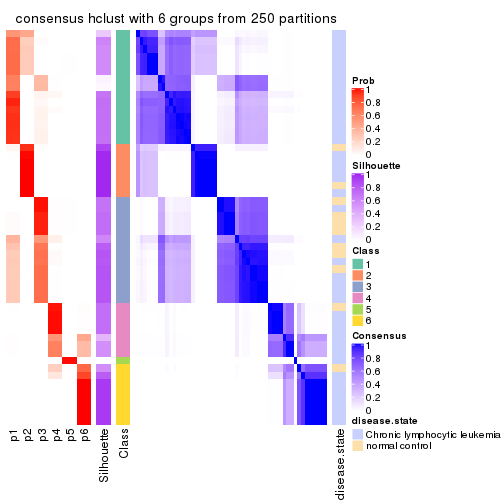 consensus hclust with 6 groups from 250 partitions
Prob
1
0.8
0.6
0.4
0.2
0
Silhouette
1
0.8
0.6
0.4
0.2
0
Class
1
2
3
4
5
6
Consensus
1
0.8
0.6
0.4
0.2
0
disease.state
Chronic lymphocytic leukemia
normal control
p1
p2
p3
p4
p5
p6
Silhouette
Class
disease.state